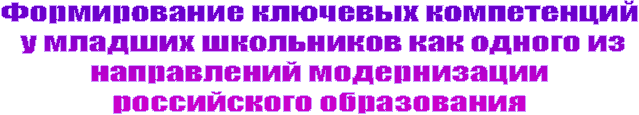 Формирование ключевых компетенций
у младших школьников как одного из
направлений модернизации
российского образования